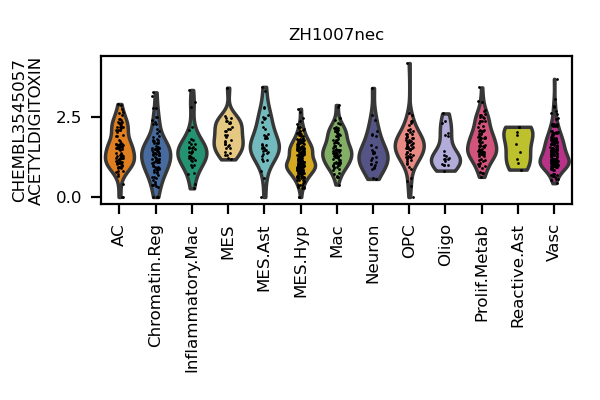 ZH1007nec
CHEMBL3545057
ACETYLDIGITOXIN
2.5
0.0
AC
Chromatin.Reg
Inflammatory.Mac
MES
MES.Ast
MES.Hyp
Mac
Neuron
OPC
Oligo
Prolif.Metab
Reactive.Ast
Vasc